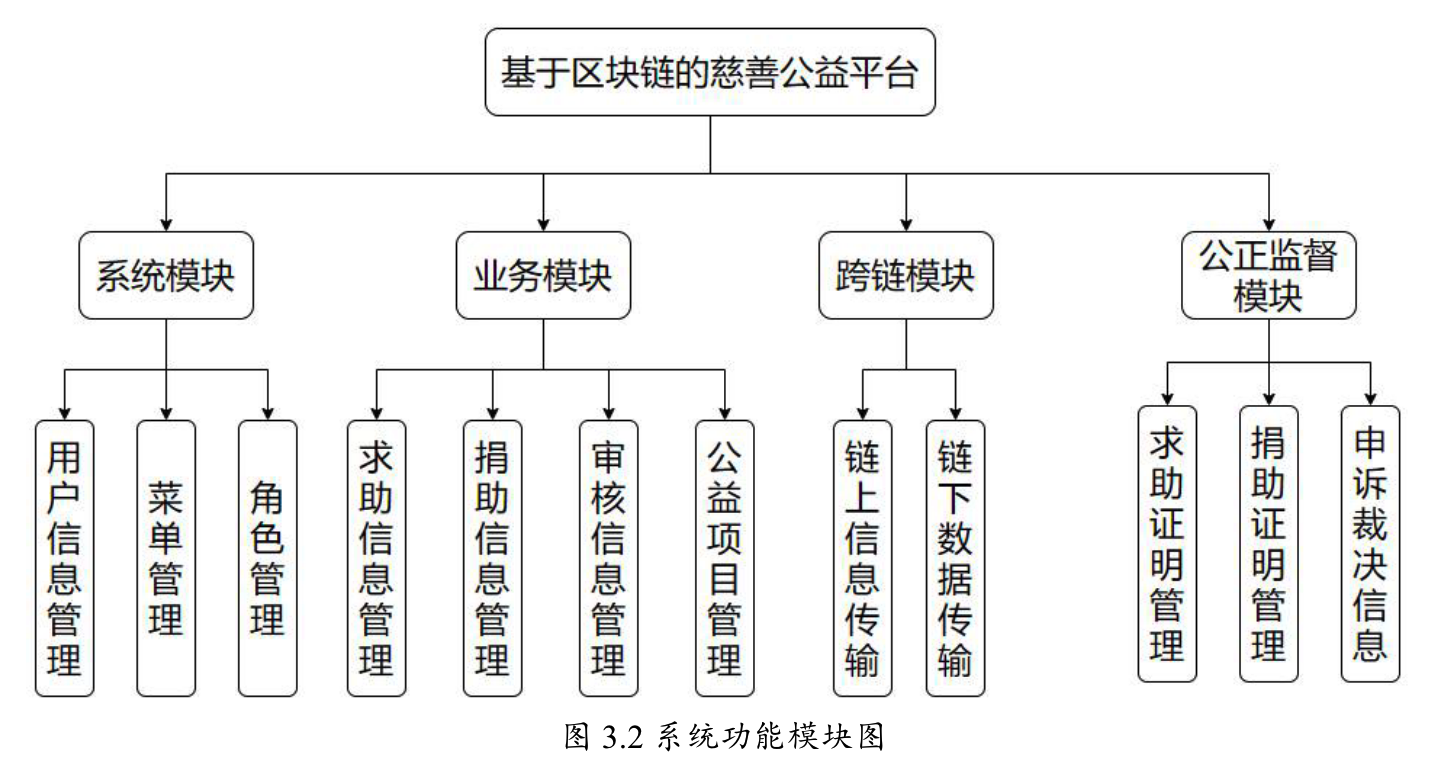 基于区块链的慈善公益平台
系统模块
业务模块
跨链模块
公正监督
模块
用户信息管理
菜单管理
角色管理
求助信息管理
捐助信息管理
审核信息管理
公益项目管理
链上信息传输
链下数据传输
求助证明管理
捐助证明管理
申诉裁决信息
图 3.2 系统功能模块图